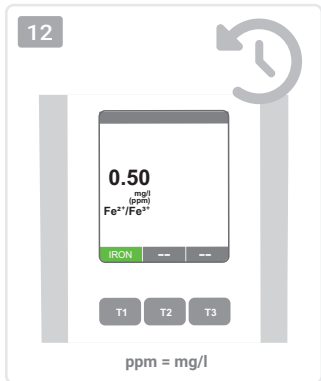 12
0.50
mg/l
(ppm)
Fe²⁺/Fe³⁺
IRON -- --
T1 T2 T3
ppm = mg/l